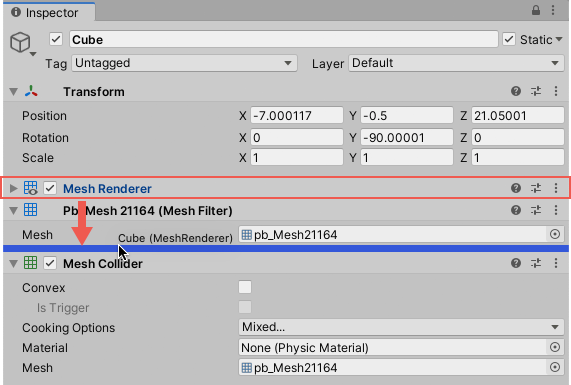 Inspector
Cube Static
Tag Untagged Layer Default
Transform
Position X -7.000117 Y -0.5 Z 21.05001
Rotation X 0 Y -90.00001 Z 0
Scale X 1 Y 1 Z 1
Mesh Renderer
Pb_Mesh 21164 (Mesh Filter)
Mesh pb_Mesh21164
Cube (MeshRenderer)
Mesh Collider
Convex
Is Trigger
Cooking Options Mixed...
Material None (Physic Material)
Mesh pb_Mesh21164